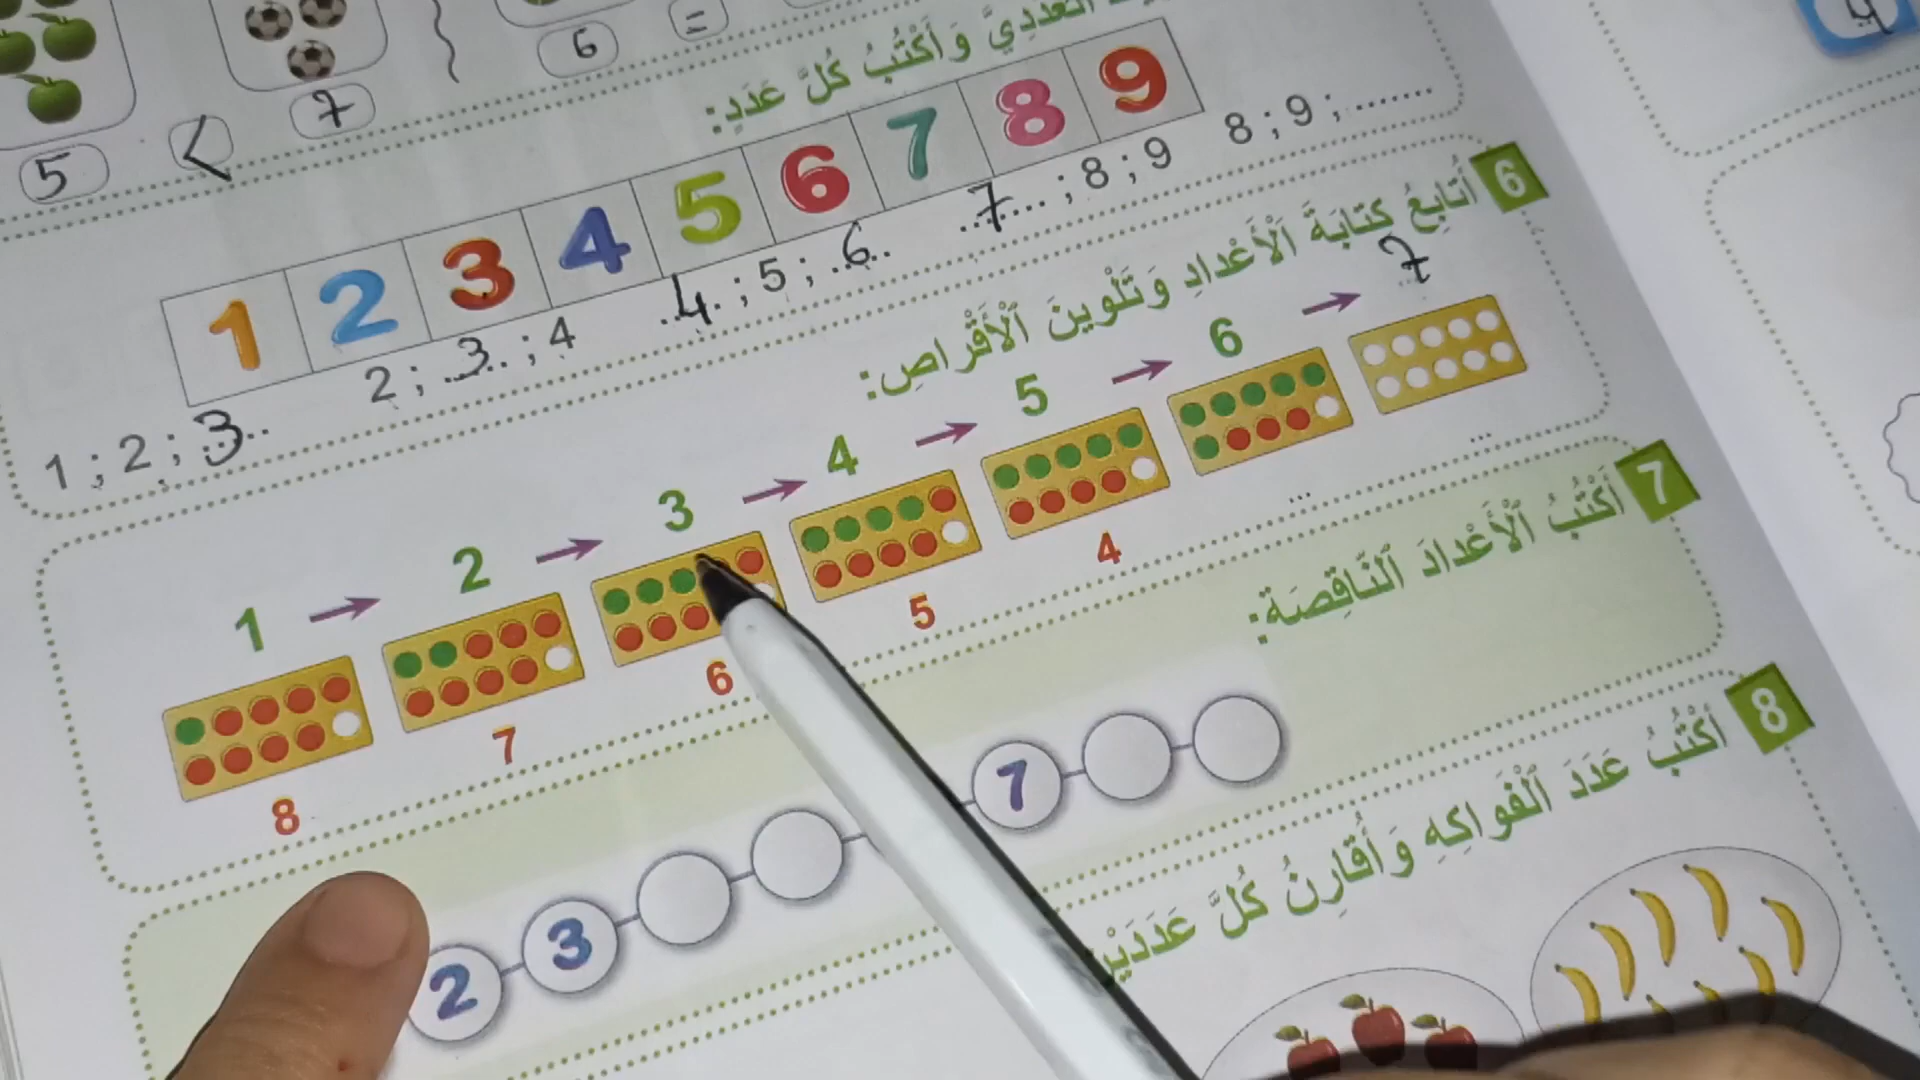 6 =
5 < 7
الْعَدَدِيَّ وَأَكْتُبُ كُلَّ عَدَدٍ:
1 2 3 4 5 6 7 8 9
1 ; 2 ; 3 2 ; 3 ; 4 4 ; 5 ; 6 7 ; 8 ; 9 8 ; 9 ; .......
6 أُتَابِعُ كِتَابَةَ الْأَعْدَادِ وَتَلْوِينَ الْأَقْرَاصِ:
1 → 2 → 3 → 4 → 5 → 6 → 7
8 7 6 5 4 ... ...
7 أَكْتُبُ الْأَعْدَادَ النَّاقِصَةَ:
2 3 7
8 أَكْتُبُ عَدَدَ الْفَوَاكِهِ وَأُقَارِنُ كُلَّ عَدَدَيْنِ
4